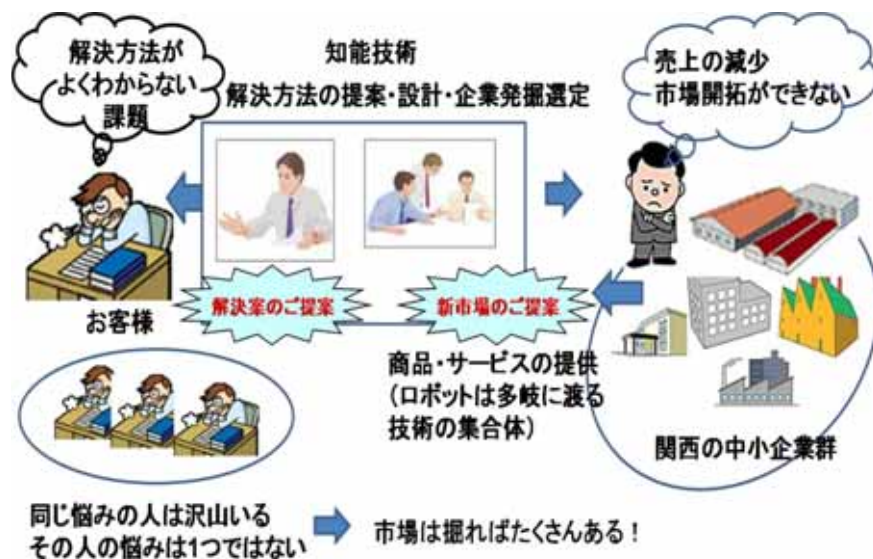 解決方法が
よくわからない
課題
知能技術
解決方法の提案・設計・企業発掘選定
売上の減少
市場開拓ができない
解決案のご提案
新市場のご提案
お客様
商品・サービスの提供
（ロボットは多岐に渡る
技術の集合体）
関西の中小企業群
同じ悩みの人は沢山いる
その人の悩みは1つではない
市場は掘ればたくさんある！